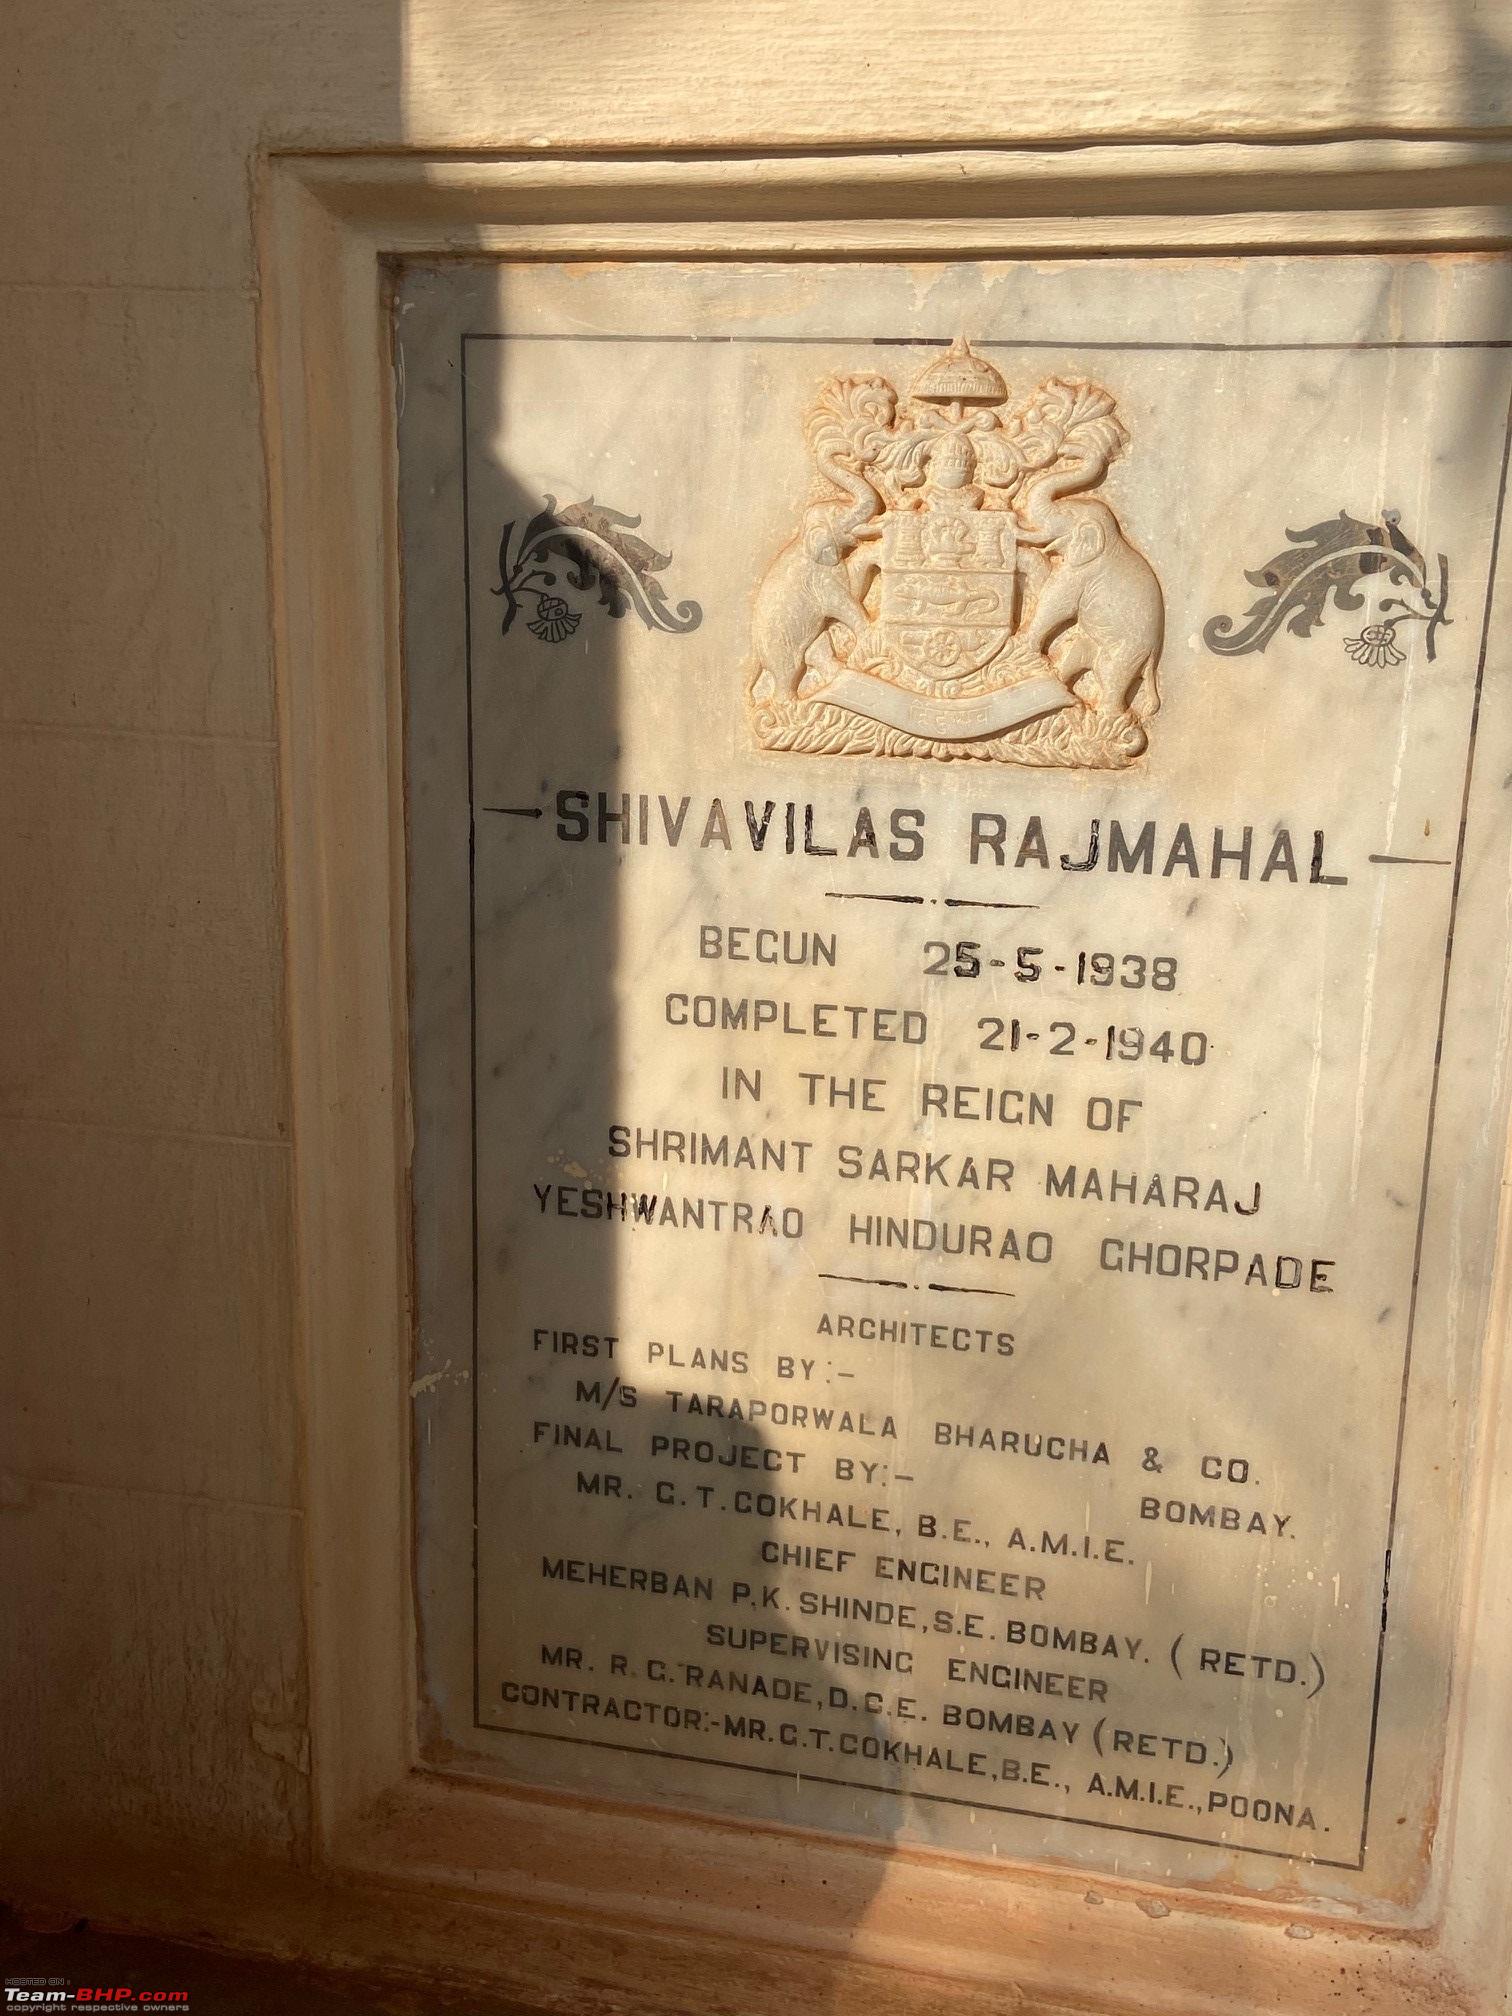 SHIVAVILAS RAJMAHAL
BEGUN 25-5-1938
COMPLETED 21-2-1940
IN THE REIGN OF
SHRIMANT SARKAR MAHARAJ
YESHWANTRAO HINDURAO GHORPADE
ARCHITECTS
FIRST PLANS BY:-
M/S TARAPORWALA BHARUCHA & CO.
BOMBAY.
FINAL PROJECT BY:-
MR. G.T.GOKHALE, B.E., A.M.I.E.
CHIEF ENGINEER
MEHERBAN P.K. SHINDE, S.E. BOMBAY. (RETD.)
SUPERVISING ENGINEER
MR. R.G. RANADE, D.C.E. BOMBAY (RETD.)
CONTRACTOR:-MR.G.T.GOKHALE, B.E., A.M.I.E., POONA.
HOSTED ON :
Team-BHP.com
copyright respective owners